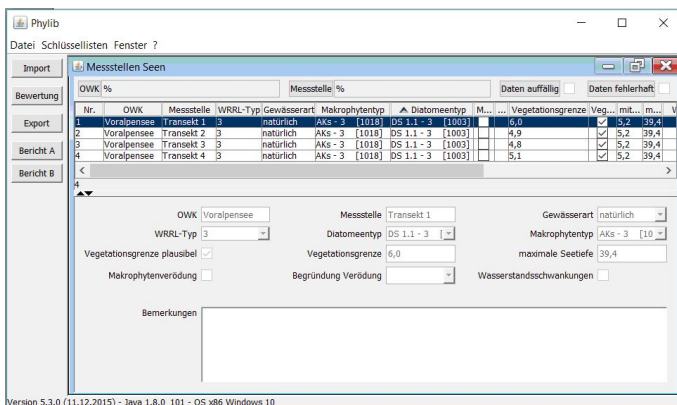 Phylib
Datei Schlüssellisten Fenster ?
Import
Bewertung
Export
Bericht A
Bericht B
Messstellen Seen
OWK % Messstelle % Daten auffällig Daten fehlerhaft
Nr. OWK Messstelle WRRL-Typ Gewässerart Makrophytentyp Diatomeentyp M... ... Vegetationsgrenze Veg... mit... m... W
1 Voralpensee Transekt 1 3 natürlich AKs - 3 [1018] DS 1.1 - 3 [1003] 6,0 5,2 39,4
2 Voralpensee Transekt 2 3 natürlich AKs - 3 [1018] DS 1.1 - 3 [1003] 4,9 5,2 39,4
3 Voralpensee Transekt 3 3 natürlich AKs - 3 [1018] DS 1.1 - 3 [1003] 4,8 5,2 39,4
4 Voralpensee Transekt 4 3 natürlich AKs - 3 [1018] DS 1.1 - 3 [1003] 5,1 5,2 39,4
4
OWK Voralpensee Messstelle Transekt 1 Gewässerart natürlich
WRRL-Typ 3 Diatomeentyp DS 1.1 - 3 [ Makrophytentyp AKs - 3 [10
Vegetationsgrenze plausibel Vegetationsgrenze 6,0 maximale Seetiefe 39,4
Makrophytenverödung Begründung Verödung Wasserstandsschwankungen
Bemerkungen
Version 5.3.0 (11.12.2015) - Java 1.8.0_101 - OS x86 Windows 10